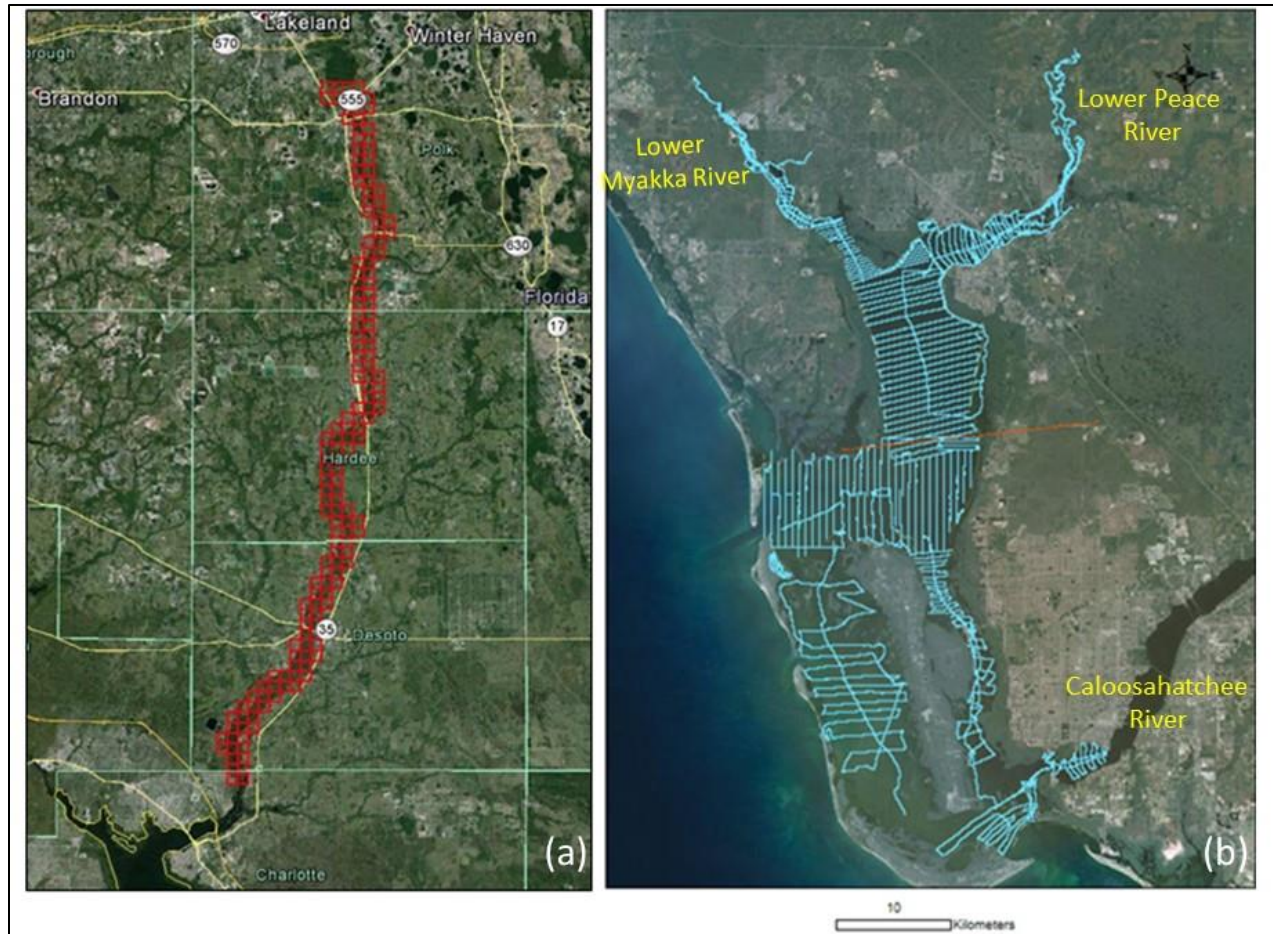 Lakeland
570
Winter Haven
rough
Brandon
555
Polk
630
Florida
17
Hardee
35
Desoto
Charlotte
(a)
N
Lower Peace
River
Lower
Myakka River
Caloosahatchee
River
(b)
10
Kilometers